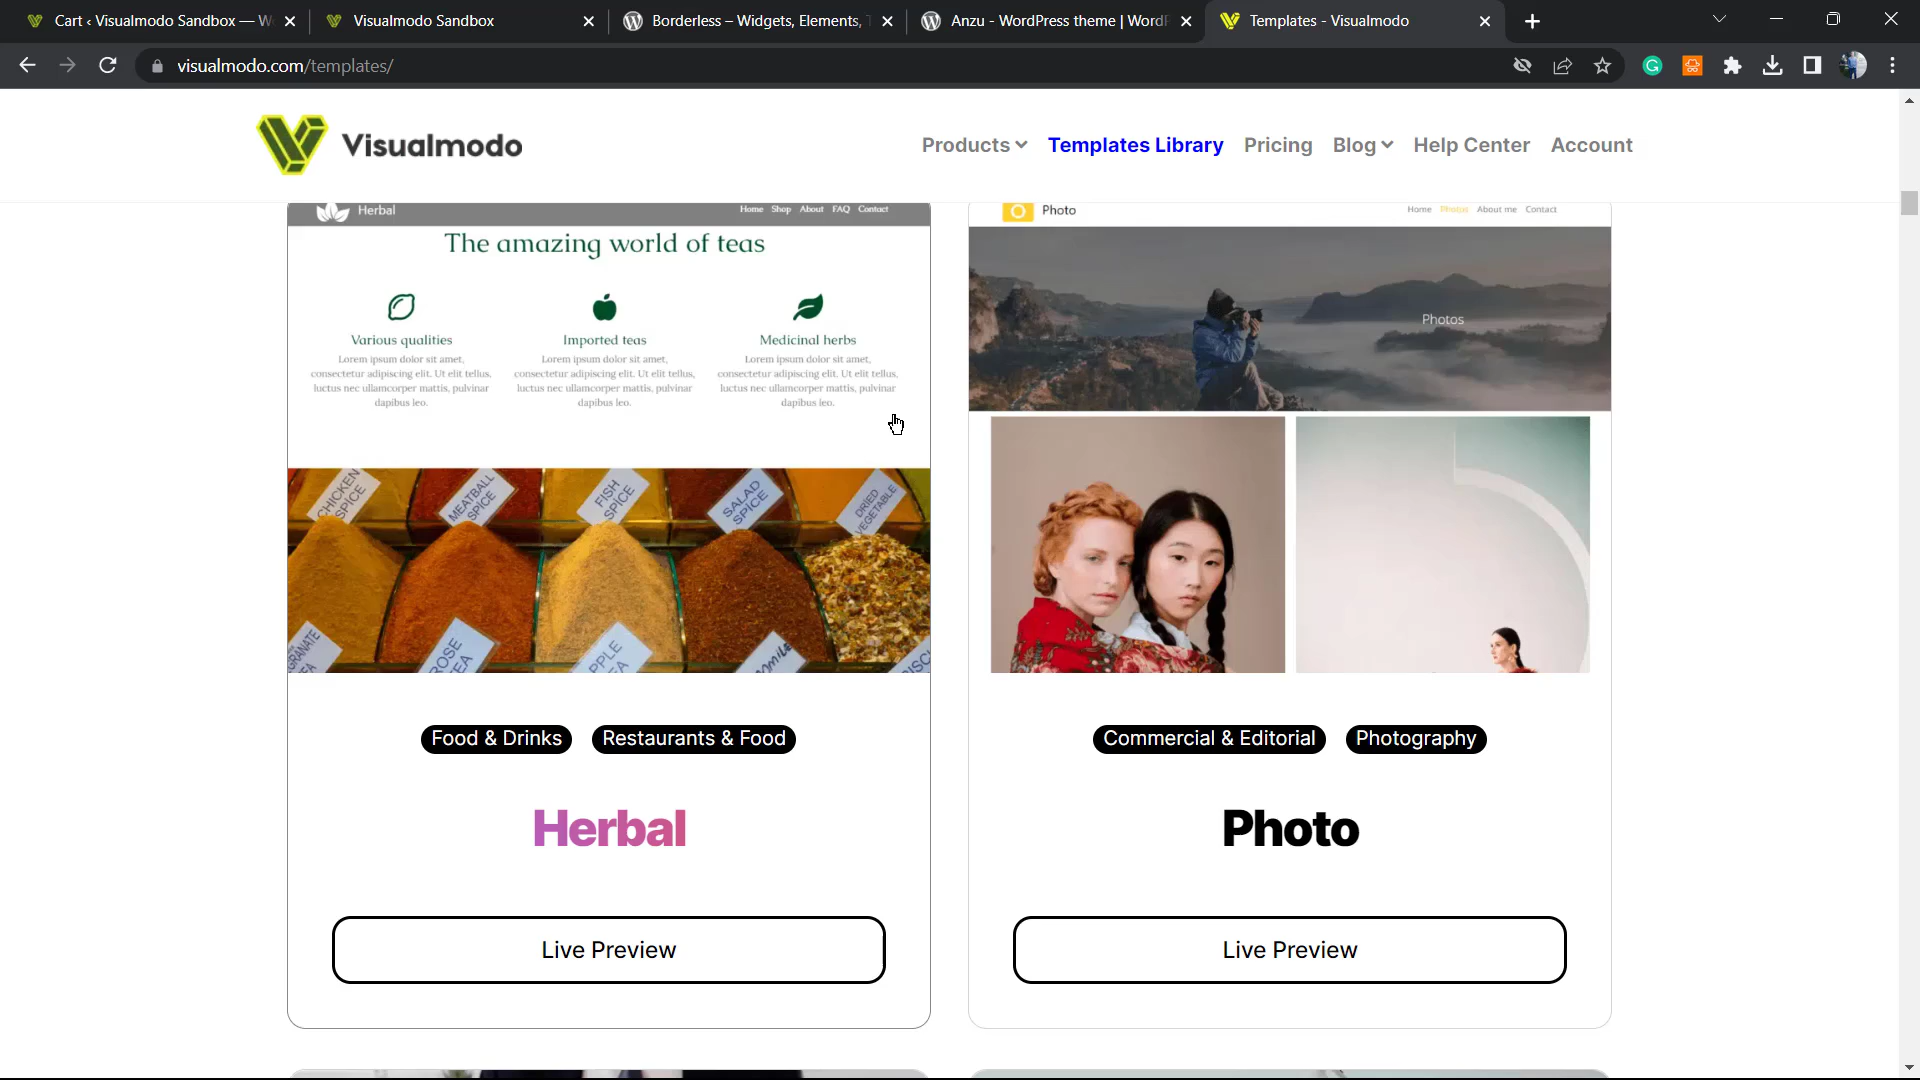 Cart ‹ Visualmodo Sandbox — W
Visualmodo Sandbox
Borderless – Widgets, Elements, T
Anzu - WordPress theme | WordP
Templates - Visualmodo
visualmodo.com/templates/
Visualmodo
Products
Templates Library
Pricing
Blog
Help Center
Account
Herbal
Home Shop About FAQ Contact
The amazing world of teas
Various qualities
Lorem ipsum dolor sit amet,
consectetur adipiscing elit. Ut elit tellus,
luctus nec ullamcorper mattis, pulvinar
dapibus leo.
Imported teas
Lorem ipsum dolor sit amet,
consectetur adipiscing elit. Ut elit tellus,
luctus nec ullamcorper mattis, pulvinar
dapibus leo.
Medicinal herbs
Lorem ipsum dolor sit amet,
consectetur adipiscing elit. Ut elit tellus,
luctus nec ullamcorper mattis, pulvinar
dapibus leo.
CHICKEN
SPICE
MEATBALL
SPICE
FISH
SPICE
SALAD
SPICE
DRIED
VEGETABLE
GRANATE
EA
ROSE
EA
PPLE
EA
Food & Drinks
Restaurants & Food
Herbal
Live Preview
Photo
Home Photos About me Contact
Photos
Commercial & Editorial
Photography
Photo
Live Preview